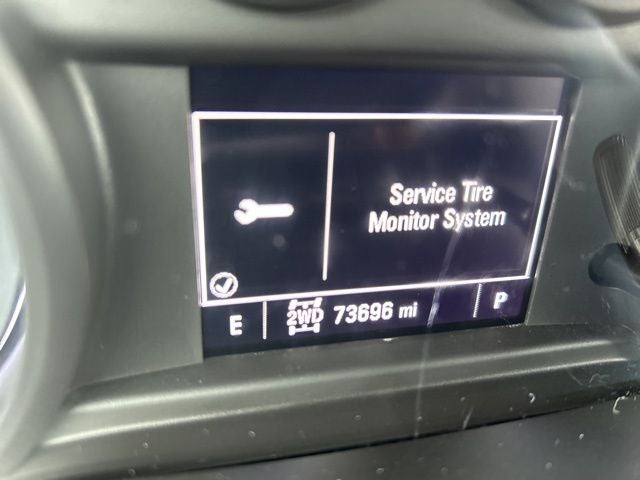 Service Tire
Monitor System
E 2WD 73696 mi P